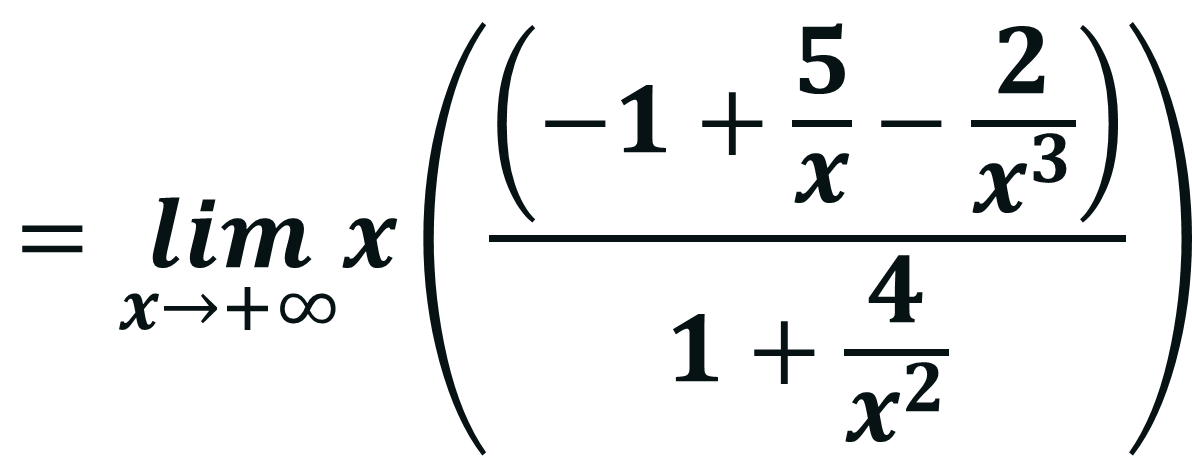 = lim x→+∞ x ( (−1 + 5/x − 2/x³) / (1 + 4/x²) )